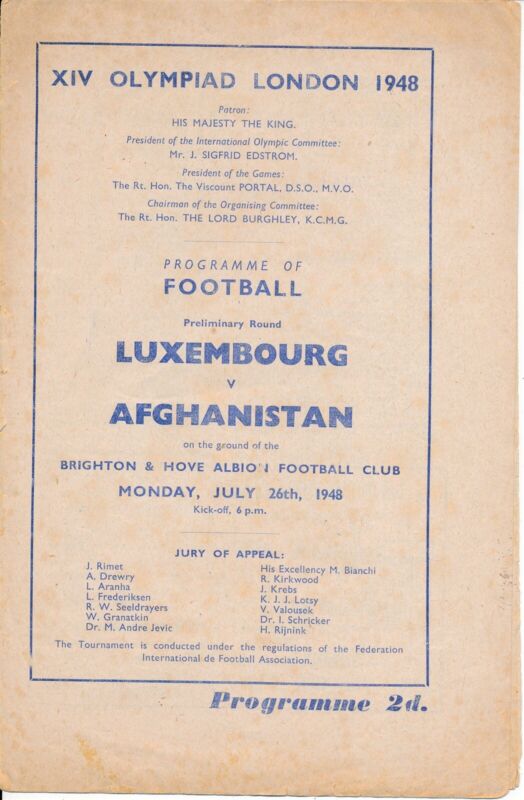 XIV OLYMPIAD LONDON 1948
Patron:
HIS MAJESTY THE KING.
President of the International Olympic Committee:
Mr. J. SIGFRID EDSTROM.
President of the Games:
The Rt. Hon. The Viscount PORTAL, D.S.O., M.V.O.
Chairman of the Organising Committee:
The Rt. Hon. THE LORD BURGHLEY, K.C.M.G.
PROGRAMME OF
FOOTBALL
Preliminary Round
LUXEMBOURG
V
AFGHANISTAN
on the ground of the
BRIGHTON & HOVE ALBION FOOTBALL CLUB
MONDAY, JULY 26th, 1948
Kick-off, 6 p.m.
JURY OF APPEAL:
J. Rimet
A. Drewry
L. Aranha
L. Frederiksen
R. W. Seeldrayers
W. Granatkin
Dr. M. Andre Jevic
His Excellency M. Bianchi
R. Kirkwood
J. Krebs
K. J. J. Lotsy
V. Valousek
Dr. I. Schricker
H. Rijnink
The Tournament is conducted under the regulations of the Federation
International de Football Association.
Programme 2d.